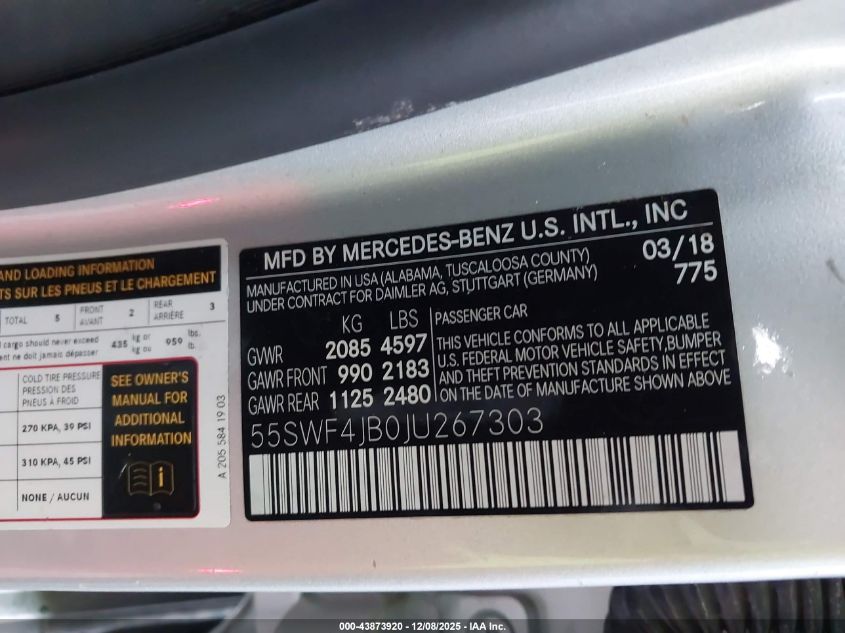 AND LOADING INFORMATION
TS SUR LES PNEUS ET LE CHARGEMENT
TOTAL 5 FRONT AVANT 2 REAR ARRIÈRE 3
cargo should never exceed 435 kg or 959 lbs.
ent ne doit jamais dépasser kg ou lb.
COLD TIRE PRESSURE
PRESSION DES
PNEUS À FROID
270 KPA, 39 PSI
310 KPA, 45 PSI
NONE / AUCUN
SEE OWNER'S
MANUAL FOR
ADDITIONAL
INFORMATION
A 205 584 19 03
MFD BY MERCEDES-BENZ U.S. INTL., INC
MANUFACTURED IN USA (ALABAMA, TUSCALOOSA COUNTY) 03/18
UNDER CONTRACT FOR DAIMLER AG, STUTTGART (GERMANY) 775
KG LBS
GVWR 2085 4597
GAWR FRONT 990 2183
GAWR REAR 1125 2480
PASSENGER CAR
THIS VEHICLE CONFORMS TO ALL APPLICABLE
U.S. FEDERAL MOTOR VEHICLE SAFETY,BUMPER
AND THEFT PREVENTION STANDARDS IN EFFECT
ON THE DATE OF MANUFACTURE SHOWN ABOVE
55SWF4JB0JU267303
000-43873920 - 12/08/2025 - IAA Inc.